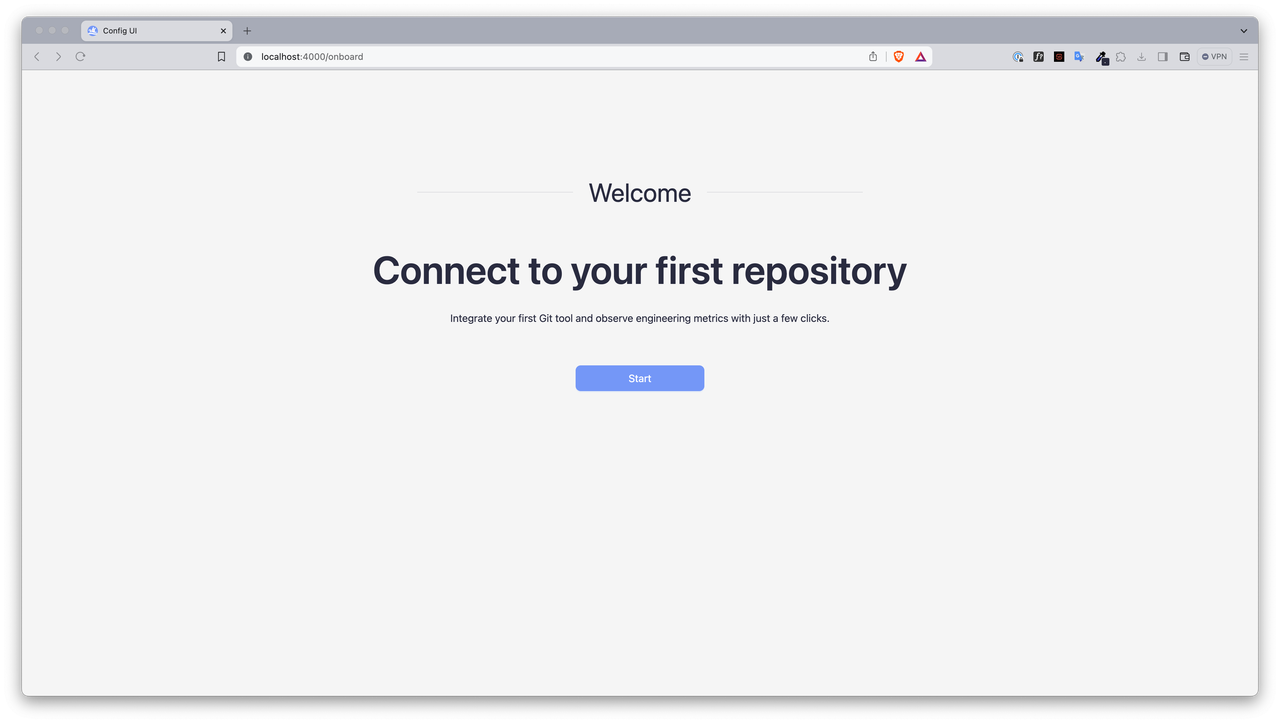 Config UI
localhost:4000/onboard
VPN
Welcome
Connect to your first repository
Integrate your first Git tool and observe engineering metrics with just a few clicks.
Start